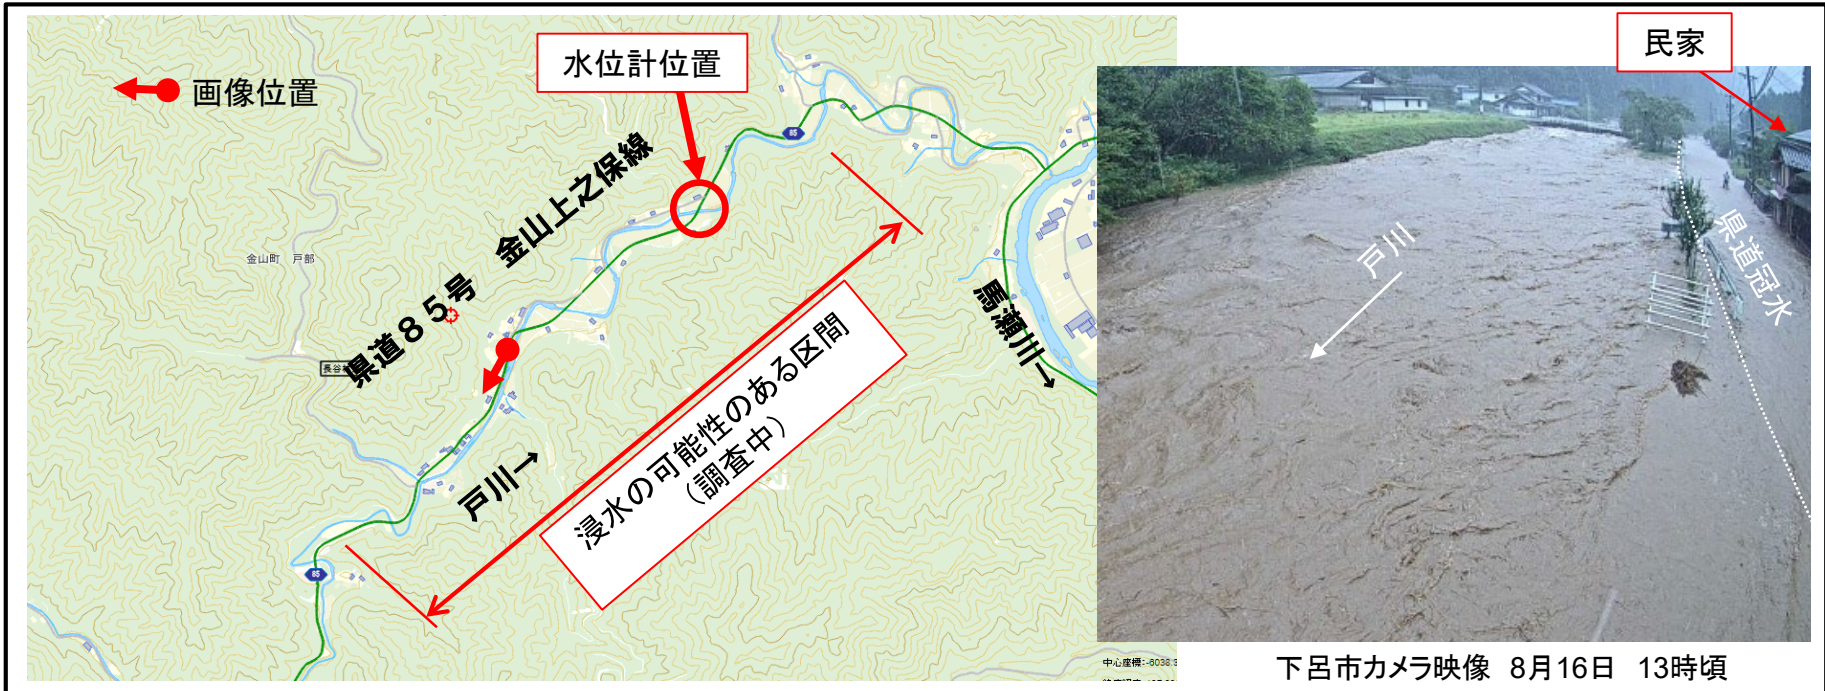 画像位置
水位計位置
県道８５号　金山上之保線
85
金山町　戸部
馬瀬川→
戸川→
浸水の可能性のある区間
（調査中）
85
民家
戸川
県道冠水
下呂市カメラ映像　8月16日　13時頃